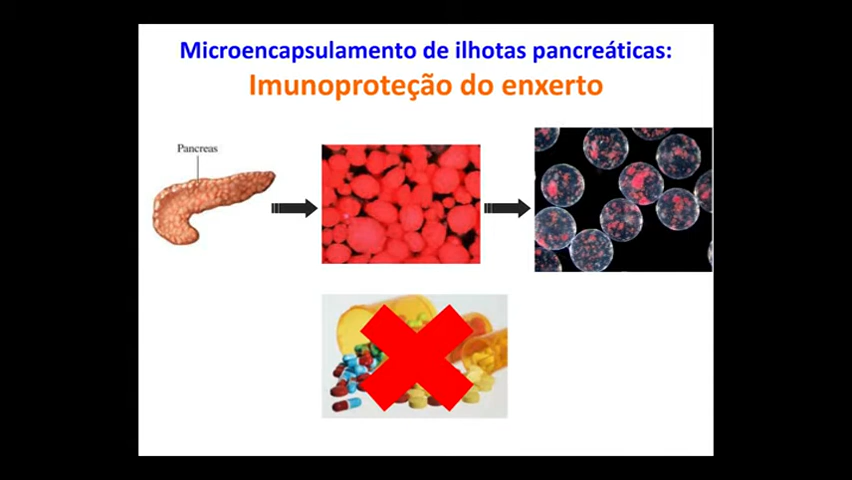 Microencapsulamento de ilhotas pancreáticas:
Imunoproteção do enxerto
Pancreas